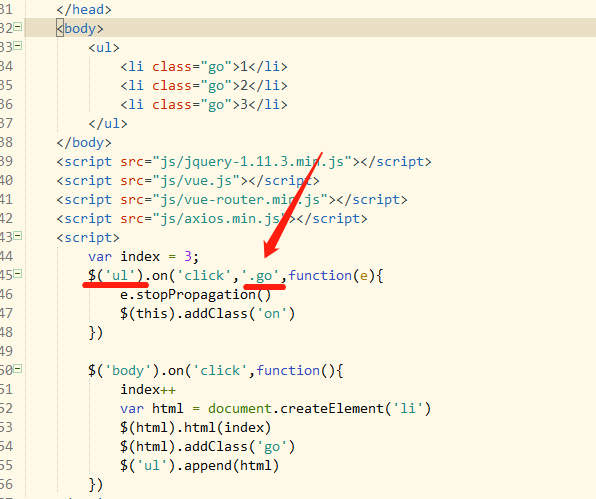 31 </head>
32 <body>
33 <ul>
34 <li class="go">1</li>
35 <li class="go">2</li>
36 <li class="go">3</li>
37 </ul>
38 </body>
39 <script src="js/jquery-1.11.3.min.js"></script>
40 <script src="js/vue.js"></script>
41 <script src="js/vue-router.min.js"></script>
42 <script src="js/axios.min.js"></script>
43 <script>
44 var index = 3;
45 $('ul').on('click','.go',function(e){
46 e.stopPropagation()
47 $(this).addClass('on')
48 })
49
50 $('body').on('click',function(){
51 index++
52 var html = document.createElement('li')
53 $(html).html(index)
54 $(html).addClass('go')
55 $('ul').append(html)
56 })